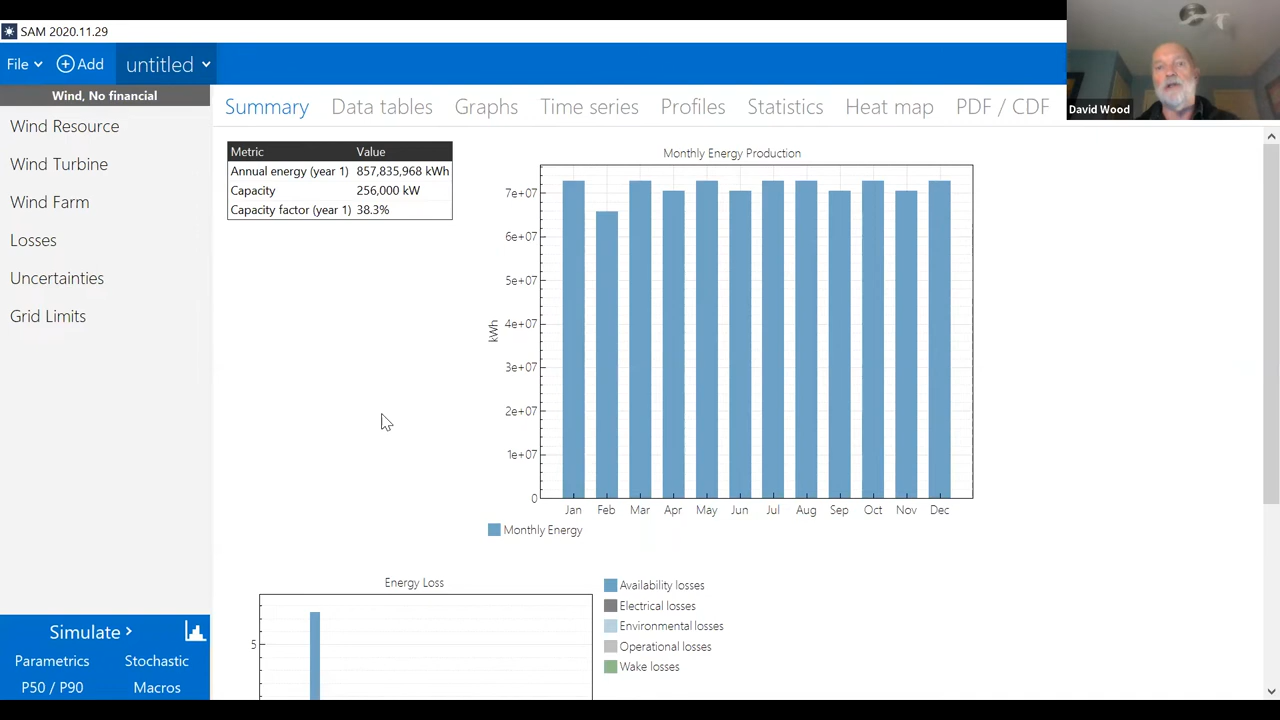 SAM 2020.11.29
File
Add
untitled
David Wood
Wind, No financial
Summary Data tables Graphs Time series Profiles Statistics Heat map PDF / CDF
Wind Resource
Wind Turbine
Wind Farm
Losses
Uncertainties
Grid Limits
Metric Value
Annual energy (year 1) 857,835,968 kWh
Capacity 256,000 kW
Capacity factor (year 1) 38.3%
Monthly Energy Production
7e+07
6e+07
5e+07
4e+07
3e+07
2e+07
1e+07
0
kWh
Jan Feb Mar Apr May Jun Jul Aug Sep Oct Nov Dec
Monthly Energy
Energy Loss
5
Availability losses
Electrical losses
Environmental losses
Operational losses
Wake losses
Simulate >
Parametrics Stochastic
P50 / P90 Macros